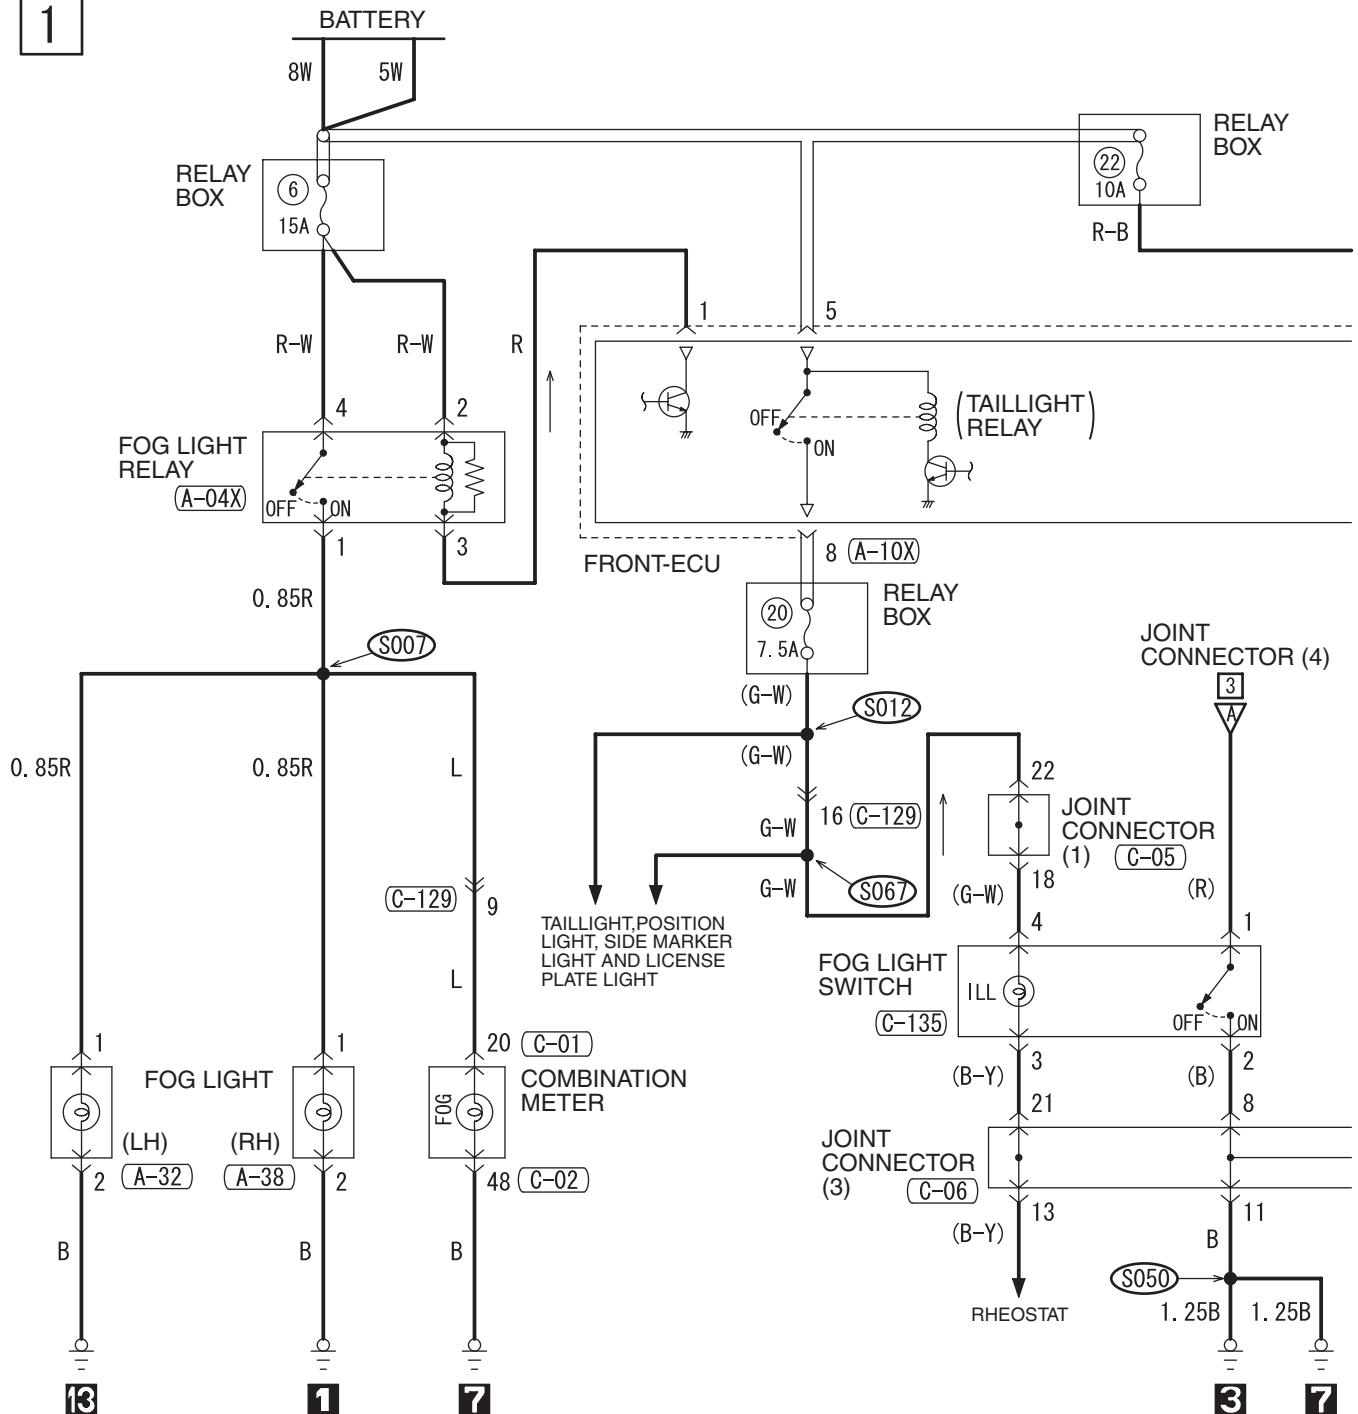 1
BATTERY
8W
5W
RELAY
BOX
6
15A
RELAY
BOX
22
10A
R-B
R-W
R-W
R
1
5
4
2
FOG LIGHT
RELAY
A-04X
OFF
ON
1
3
OFF
ON
(TAILLIGHT
RELAY)
FRONT-ECU
8
A-10X
RELAY
BOX
20
7.5A
0.85R
S007
(G-W)
S012
(G-W)
JOINT
CONNECTOR (4)
3
A
0.85R
0.85R
L
16
C-129
G-W
G-W
S067
22
JOINT
CONNECTOR
(1)
C-05
18
(G-W)
(R)
C-129
9
L
TAILLIGHT,POSITION
LIGHT, SIDE MARKER
LIGHT AND LICENSE
PLATE LIGHT
4
1
FOG LIGHT
SWITCH
C-135
ILL
OFF
ON
1
FOG LIGHT
1
20
C-01
FOG
COMBINATION
METER
3
2
(B-Y)
(B)
21
8
(LH)
(RH)
2
A-32
A-38
2
48
C-02
JOINT
CONNECTOR
(3)
C-06
13
11
(B-Y)
B
B
B
B
S050
RHEOSTAT
1.25B
1.25B
13
1
7
3
7